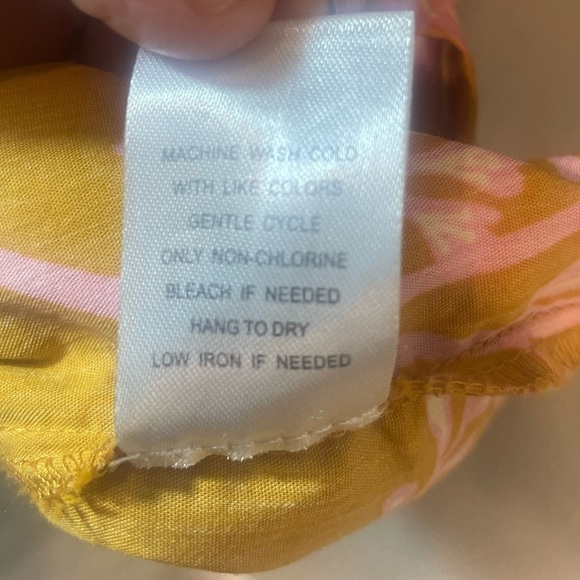 MACHINE WASH COLD
WITH LIKE COLORS
GENTLE CYCLE
ONLY NON-CHLORINE
BLEACH IF NEEDED
HANG TO DRY
LOW IRON IF NEEDED